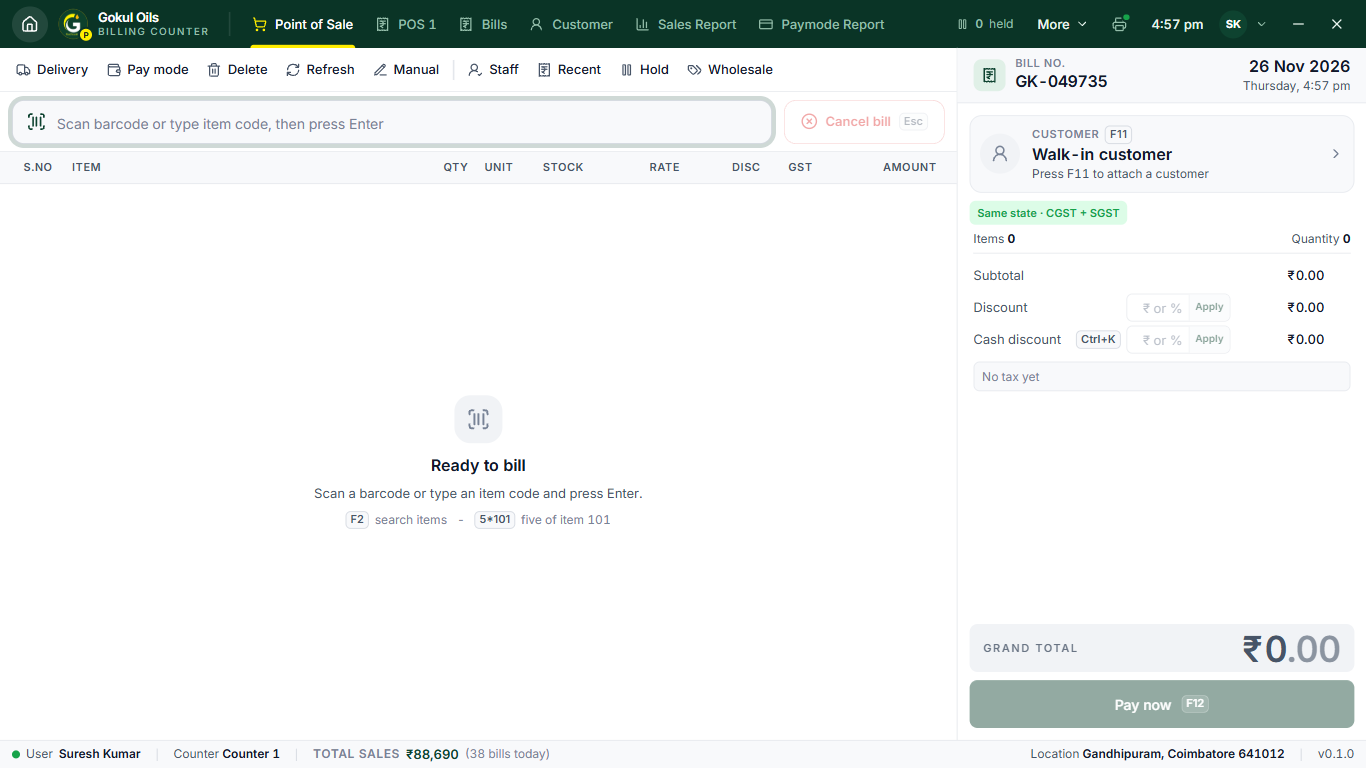 Gokul Oils
BILLING COUNTER
Point of Sale
POS 1
Bills
Customer
Sales Report
Paymode Report
0 held
More
4:57 pm
SK
Delivery
Pay mode
Delete
Refresh
Manual
Staff
Recent
Hold
Wholesale
BILL NO.
GK-049735
26 Nov 2026
Thursday, 4:57 pm
Scan barcode or type item code, then press Enter
Cancel bill Esc
S.NO ITEM QTY UNIT STOCK RATE DISC GST AMOUNT
CUSTOMER F11
Walk-in customer
Press F11 to attach a customer
Same state · CGST + SGST
Items 0 Quantity 0
Subtotal ₹0.00
Discount ₹ or % Apply ₹0.00
Cash discount Ctrl+K ₹ or % Apply ₹0.00
No tax yet
Ready to bill
Scan a barcode or type an item code and press Enter.
F2 search items - 5*101 five of item 101
GRAND TOTAL ₹0.00
Pay now F12
User Suresh Kumar Counter Counter 1 TOTAL SALES ₹88,690 (38 bills today)
Location Gandhipuram, Coimbatore 641012 v0.1.0